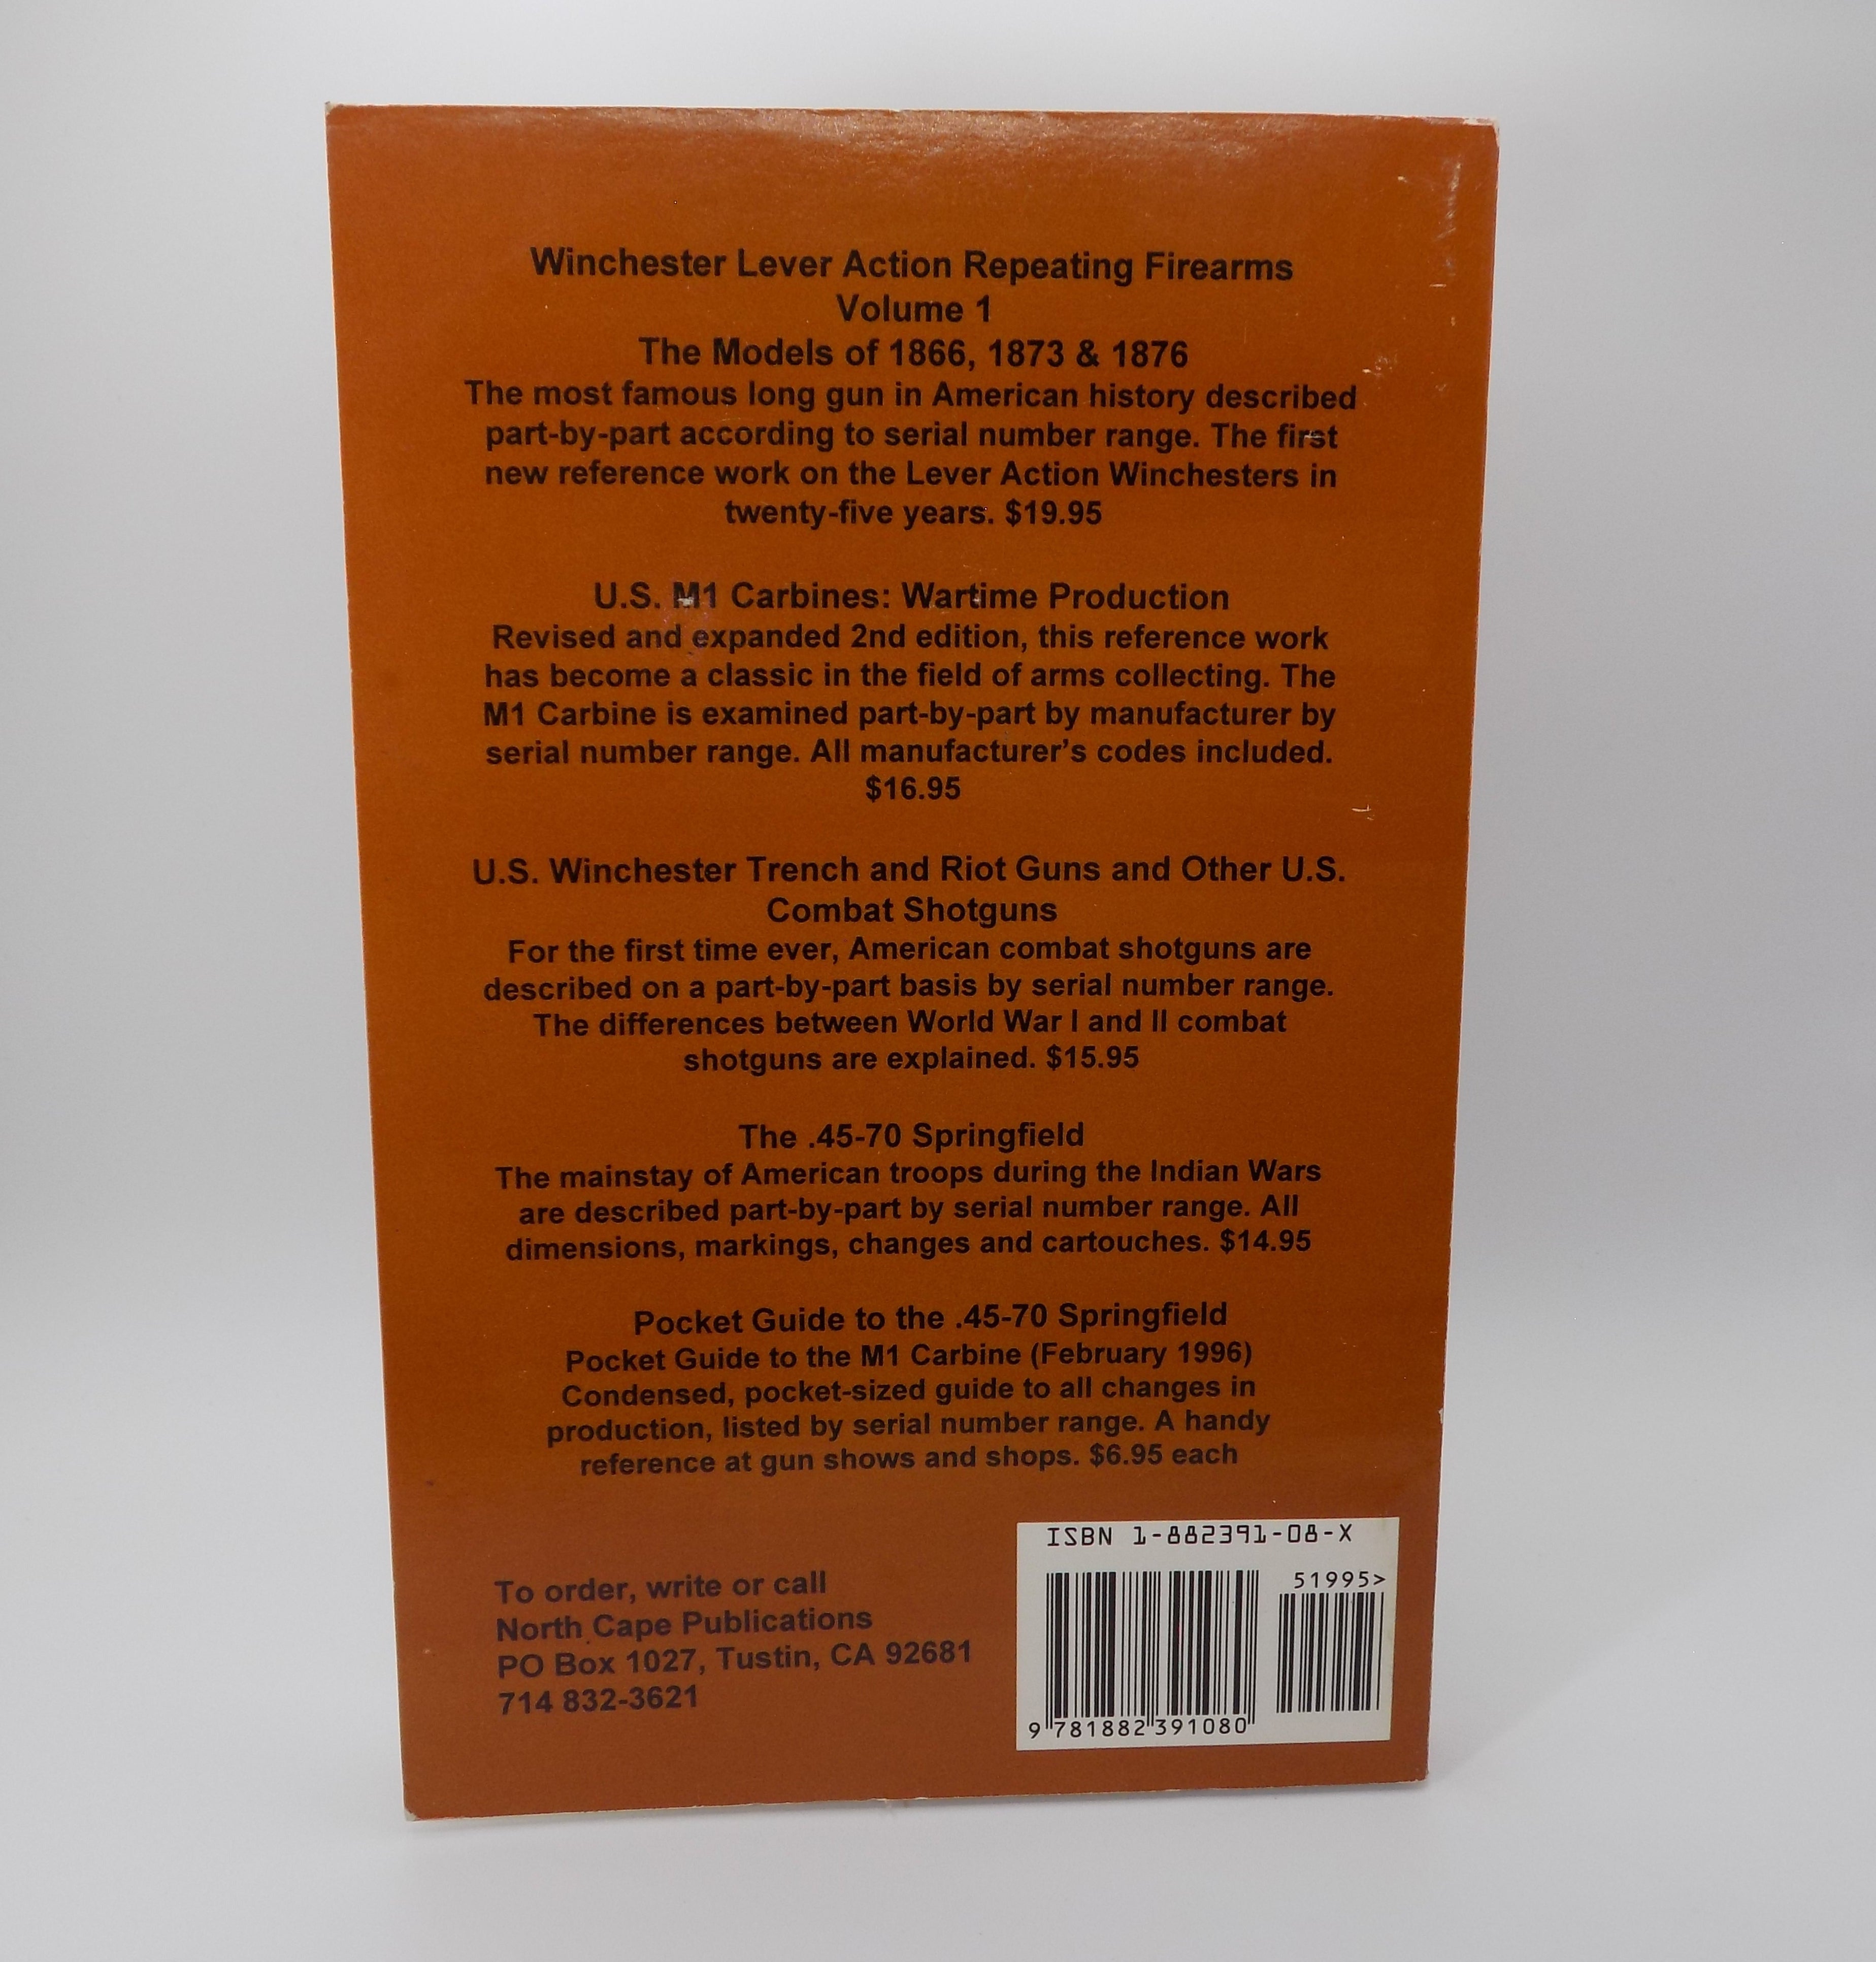 Winchester Lever Action Repeating Firearms
Volume 1
The Models of 1866, 1873 & 1876
The most famous long gun in American history described
part-by-part according to serial number range. The first
new reference work on the Lever Action Winchesters in
twenty-five years. $19.95
U.S. M1 Carbines: Wartime Production
Revised and expanded 2nd edition, this reference work
has become a classic in the field of arms collecting. The
M1 Carbine is examined part-by-part by manufacturer by
serial number range. All manufacturer's codes included.
$16.95
U.S. Winchester Trench and Riot Guns and Other U.S.
Combat Shotguns
For the first time ever, American combat shotguns are
described on a part-by-part basis by serial number range.
The differences between World War I and II combat
shotguns are explained. $15.95
The .45-70 Springfield
The mainstay of American troops during the Indian Wars
are described part-by-part by serial number range. All
dimensions, markings, changes and cartouches. $14.95
Pocket Guide to the .45-70 Springfield
Pocket Guide to the M1 Carbine (February 1996)
Condensed, pocket-sized guide to all changes in
production, listed by serial number range. A handy
reference at gun shows and shops. $6.95 each
To order, write or call
North Cape Publications
PO Box 1027, Tustin, CA 92681
714 832-3621
ISBN 1-882391-08-X
51995>
9 781882 391080